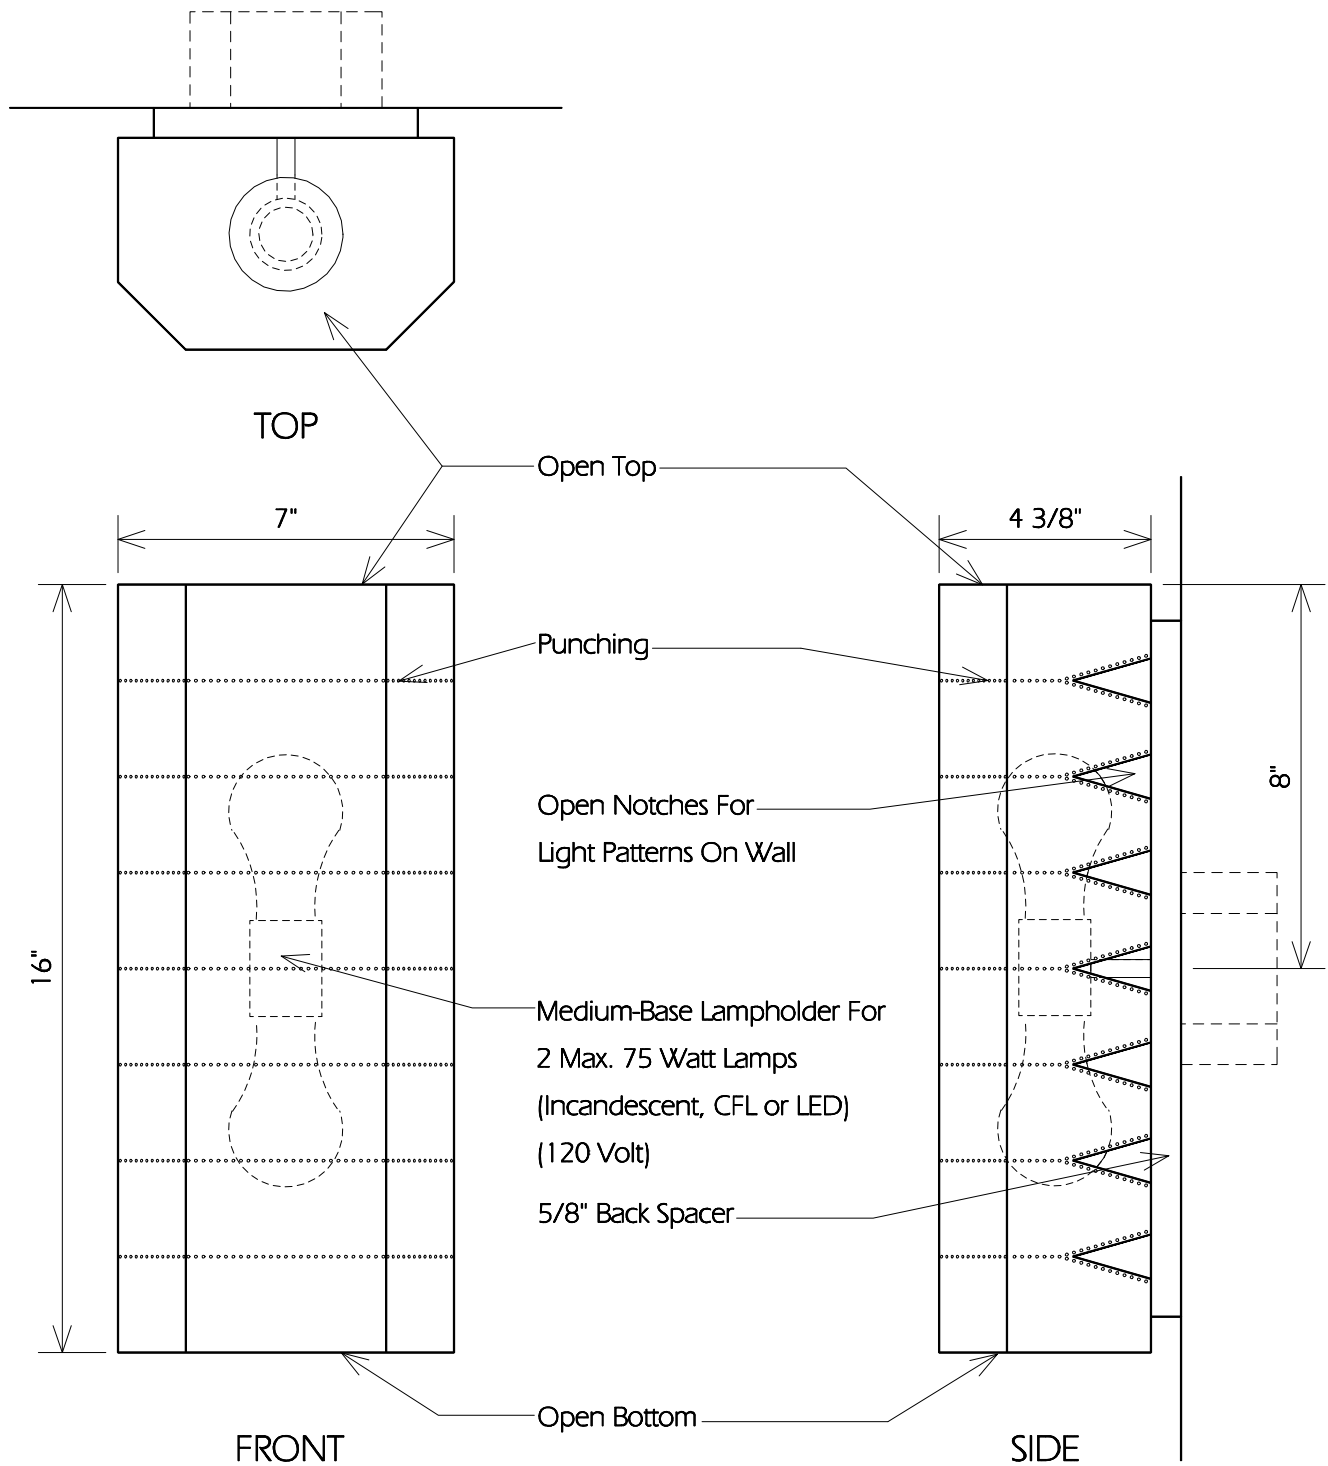 TOP
Open Top
7"
4 3/8"
Punching
8"
Open Notches For
Light Patterns On Wall
16"
Medium-Base Lampholder For
2 Max. 75 Watt Lamps
(Incandescent, CFL or LED)
(120 Volt)
5/8" Back Spacer
Open Bottom
FRONT
SIDE